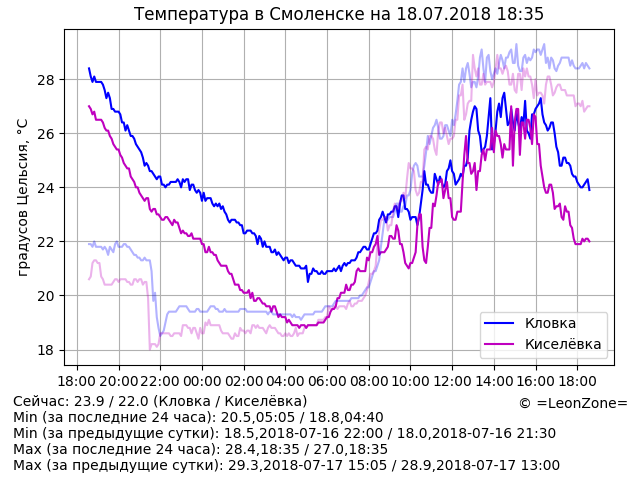 Температура в Смоленске на 18.07.2018 18:35
градусов Цельсия, °C
28
26
24
22
20
18
18:00 20:00 22:00 00:00 02:00 04:00 06:00 08:00 10:00 12:00 14:00 16:00 18:00
Кловка
Киселёвка
Сейчас: 23.9 / 22.0 (Кловка / Киселёвка)
© =LeonZone=
Min (за последние 24 часа): 20.5,05:05 / 18.8,04:40
Min (за предыдущие сутки): 18.5,2018-07-16 22:00 / 18.0,2018-07-16 21:30
Max (за последние 24 часа): 28.4,18:35 / 27.0,18:35
Max (за предыдущие сутки): 29.3,2018-07-17 15:05 / 28.9,2018-07-17 13:00